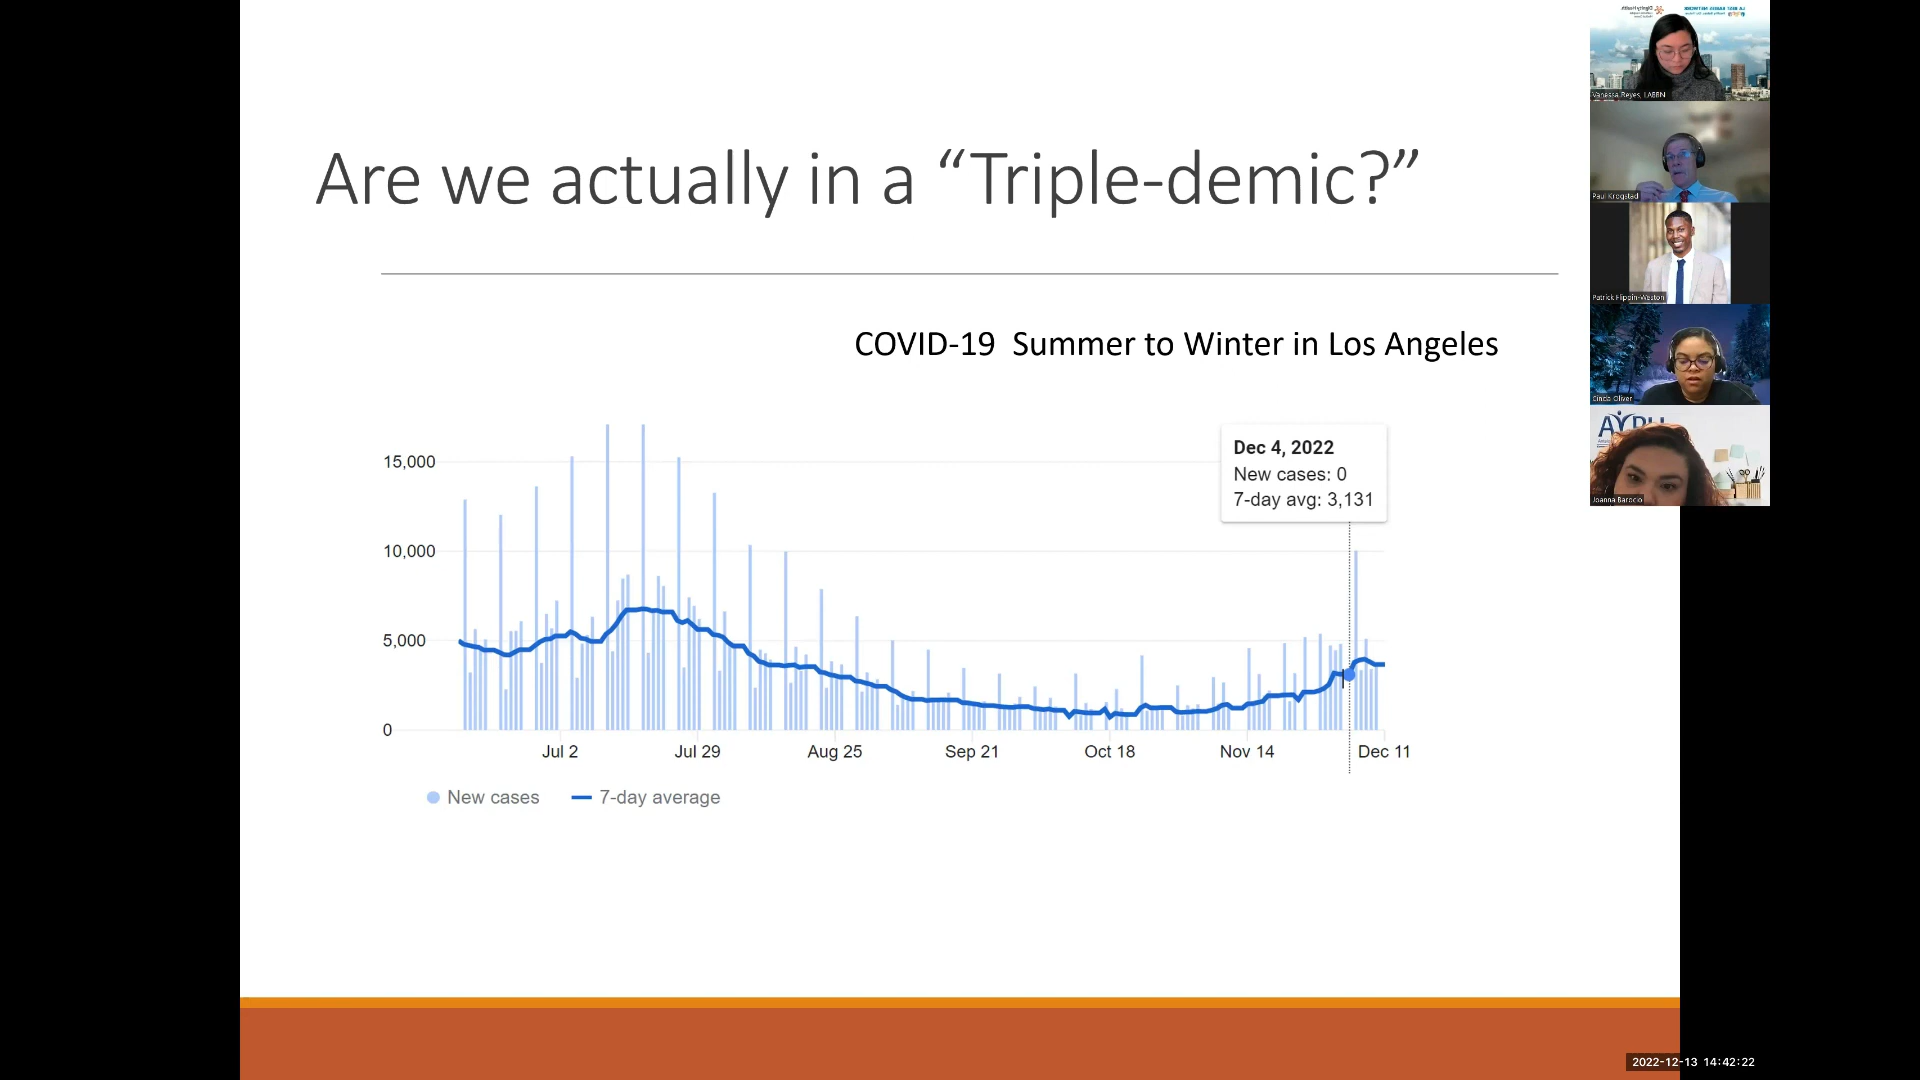 Are we actually in a “Triple-demic?”
COVID-19 Summer to Winter in Los Angeles
Dec 4, 2022
New cases: 0
7-day avg: 3,131
15,000
10,000
5,000
0
Jul 2
Jul 29
Aug 25
Sep 21
Oct 18
Nov 14
Dec 11
New cases
7-day average
Vanessa Reyes, LABBN
Paul Krogstad
Patrick Flippin-Weston
Cinda Oliver
Joanna Barocio
2022-12-13 14:42:22